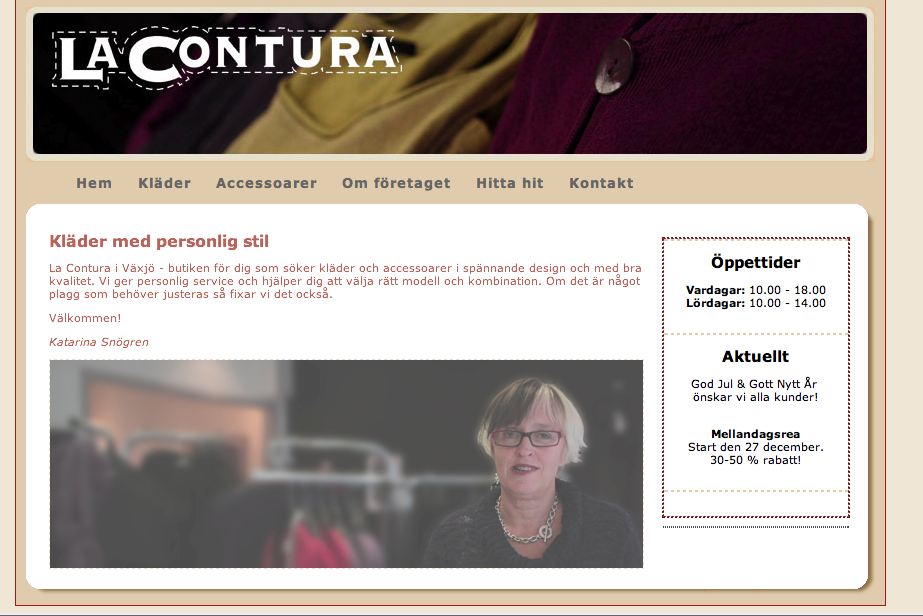 LA CONTURA
Hem Kläder Accessoarer Om företaget Hitta hit Kontakt
Kläder med personlig stil
La Contura i Växjö - butiken för dig som söker kläder och accessoarer i spännande design och med bra
kvalitet. Vi ger personlig service och hjälper dig att välja rätt modell och kombination. Om det är något
plagg som behöver justeras så fixar vi det också.
Välkommen!
Katarina Snögren
Öppettider
Vardagar: 10.00 - 18.00
Lördagar: 10.00 - 14.00
Aktuellt
God Jul & Gott Nytt År
önskar vi alla kunder!
Mellandagsrea
Start den 27 december.
30-50 % rabatt!